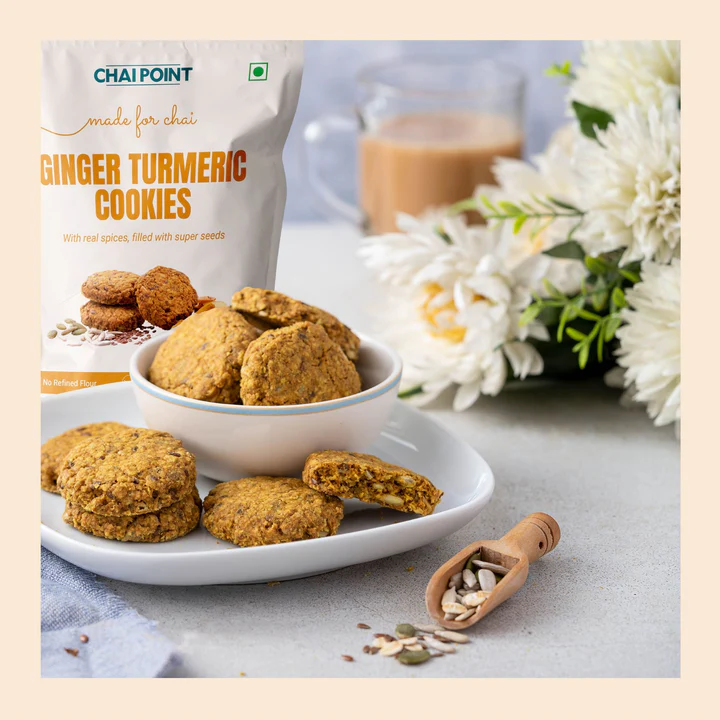 CHAI POINT
made for chai
GINGER TURMERIC
COOKIES
With real spices, filled with super seeds
No Refined Flour